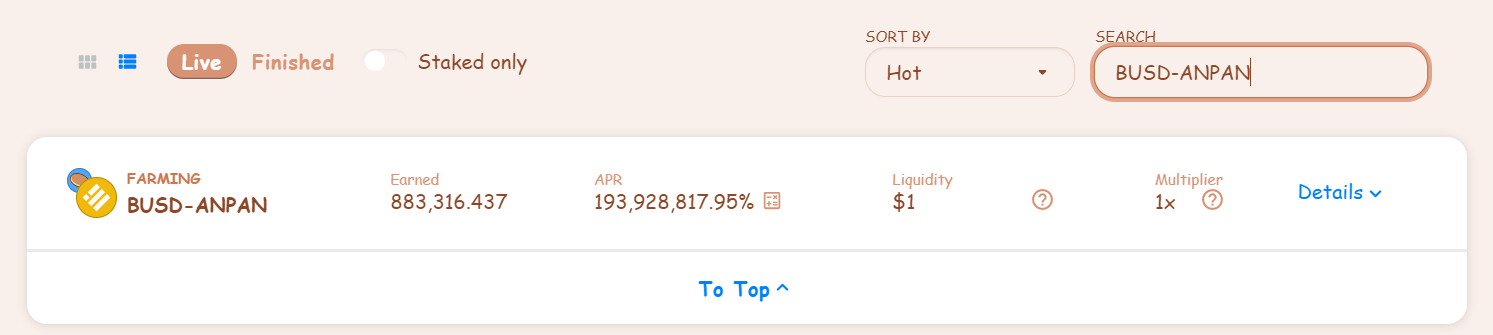 SORT BY SEARCH
Live Finished Staked only Hot BUSD-ANPAN
FARMING Earned APR Liquidity Multiplier
BUSD-ANPAN 883,316.437 193,928,817.95% $1 1x Details
To Top